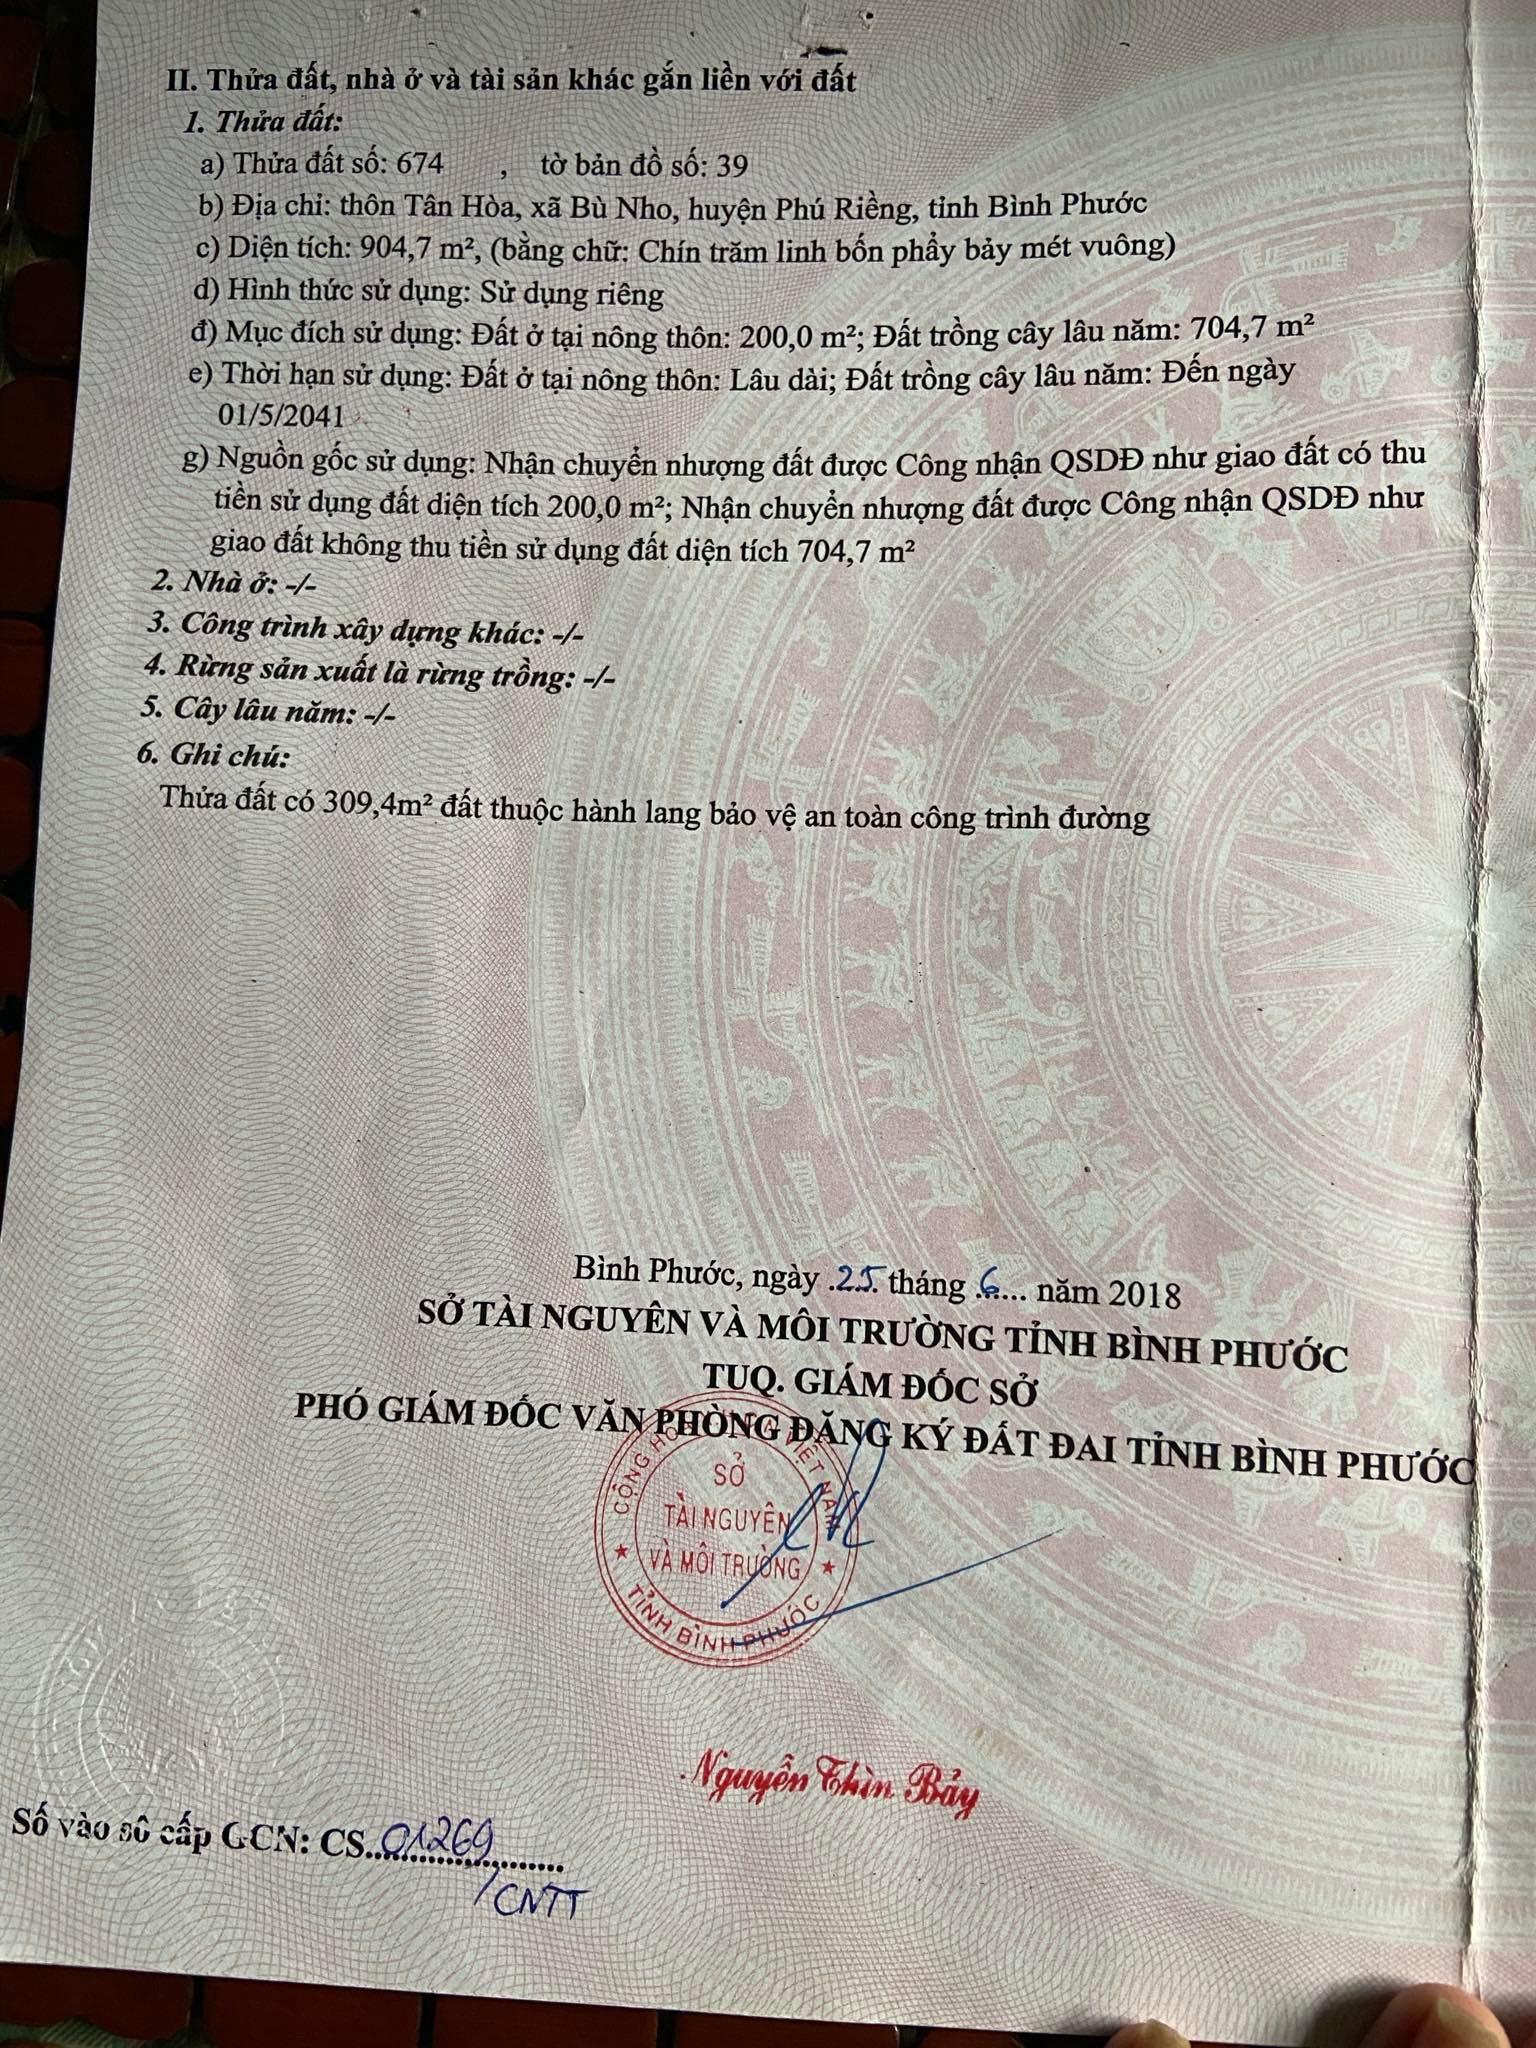 II. Thửa đất, nhà ở và tài sản khác gắn liền với đất
1. Thửa đất:
a) Thửa đất số: 674 , tờ bản đồ số: 39
b) Địa chỉ: thôn Tân Hòa, xã Bù Nho, huyện Phú Riềng, tỉnh Bình Phước
c) Diện tích: 904,7 m², (bằng chữ: Chín trăm linh bốn phẩy bảy mét vuông)
d) Hình thức sử dụng: Sử dụng riêng
đ) Mục đích sử dụng: Đất ở tại nông thôn: 200,0 m²; Đất trồng cây lâu năm: 704,7 m²
e) Thời hạn sử dụng: Đất ở tại nông thôn: Lâu dài; Đất trồng cây lâu năm: Đến ngày
01/5/2041
g) Nguồn gốc sử dụng: Nhận chuyển nhượng đất được Công nhận QSDĐ như giao đất có thu
tiền sử dụng đất diện tích 200,0 m²; Nhận chuyển nhượng đất được Công nhận QSDĐ như
giao đất không thu tiền sử dụng đất diện tích 704,7 m²
2. Nhà ở: -/-
3. Công trình xây dựng khác: -/-
4. Rừng sản xuất là rừng trồng: -/-
5. Cây lâu năm: -/-
6. Ghi chú:
Thửa đất có 309,4m² đất thuộc hành lang bảo vệ an toàn công trình đường
Bình Phước, ngày .25. tháng .6.... năm 2018
SỞ TÀI NGUYÊN VÀ MÔI TRƯỜNG TỈNH BÌNH PHƯỚC
TUQ. GIÁM ĐỐC SỞ
PHÓ GIÁM ĐỐC VĂN PHÒNG ĐĂNG KÝ ĐẤT ĐAI TỈNH BÌNH PHƯỚC
SỞ
TÀI NGUYÊN
VÀ MÔI TRƯỜNG
TỈNH BÌNH PHƯỚC
Nguyễn Thìn Bảy
Số vào sổ cấp GCN: CS..01269
/CNTT